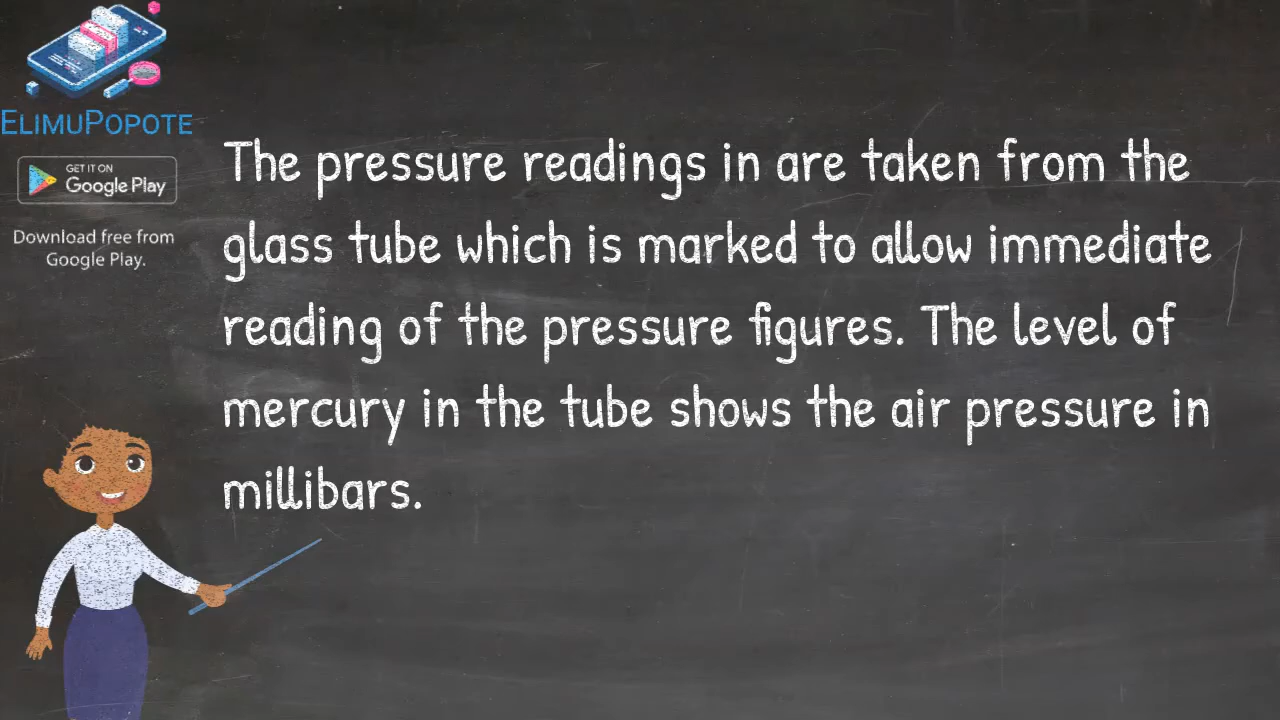 ELIMUPOPOTE
GET IT ON
Google Play
Download free from
Google Play.
The pressure readings in are taken from the
glass tube which is marked to allow immediate
reading of the pressure figures. The level of
mercury in the tube shows the air pressure in
millibars.